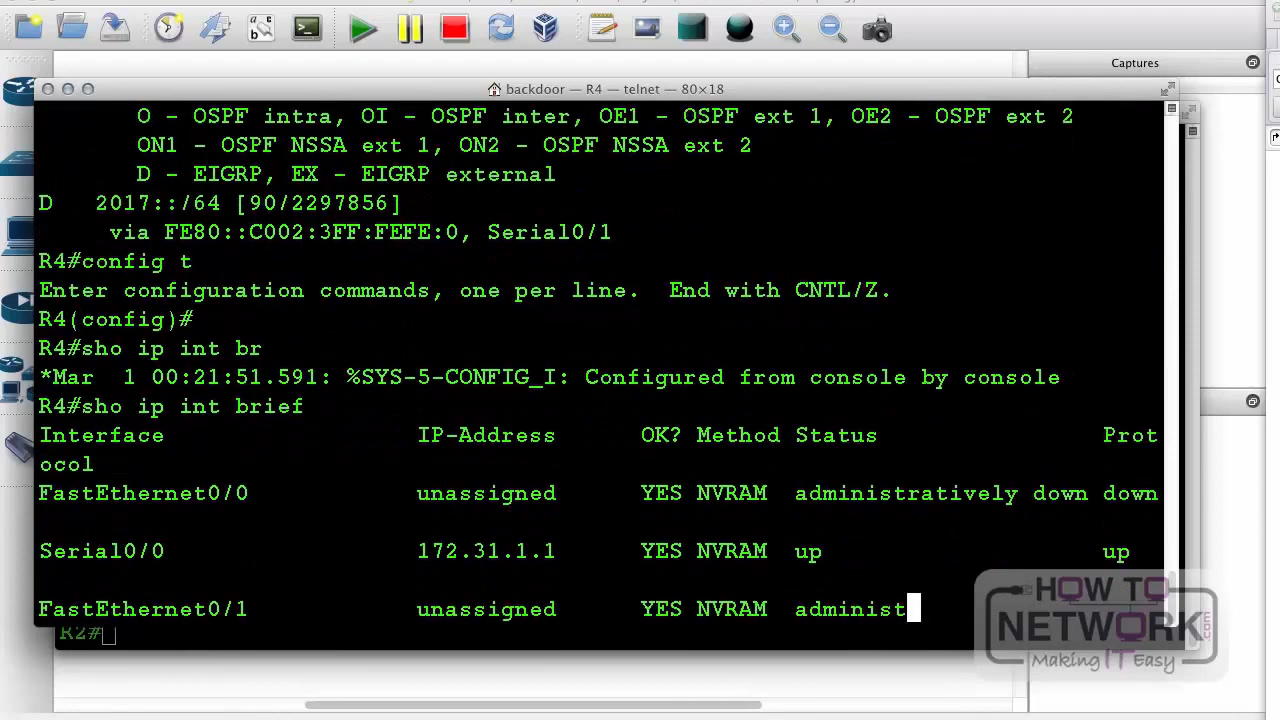 Captures
backdoor — R4 — telnet — 80×18
O - OSPF intra, OI - OSPF inter, OE1 - OSPF ext 1, OE2 - OSPF ext 2
ON1 - OSPF NSSA ext 1, ON2 - OSPF NSSA ext 2
D - EIGRP, EX - EIGRP external
D   2017::/64 [90/2297856]
via FE80::C002:3FF:FEFE:0, Serial0/1
R4#config t
Enter configuration commands, one per line.  End with CNTL/Z.
R4(config)#
R4#sho ip int br
*Mar  1 00:21:51.591: %SYS-5-CONFIG_I: Configured from console by console
R4#sho ip int brief
Interface                  IP-Address      OK? Method Status                Prot
ocol
FastEthernet0/0            unassigned      YES NVRAM  administratively down down
Serial0/0                  172.31.1.1      YES NVRAM  up                    up
FastEthernet0/1            unassigned      YES NVRAM  administ
R2#
HOW TO
NETWORK.com
Making IT Easy